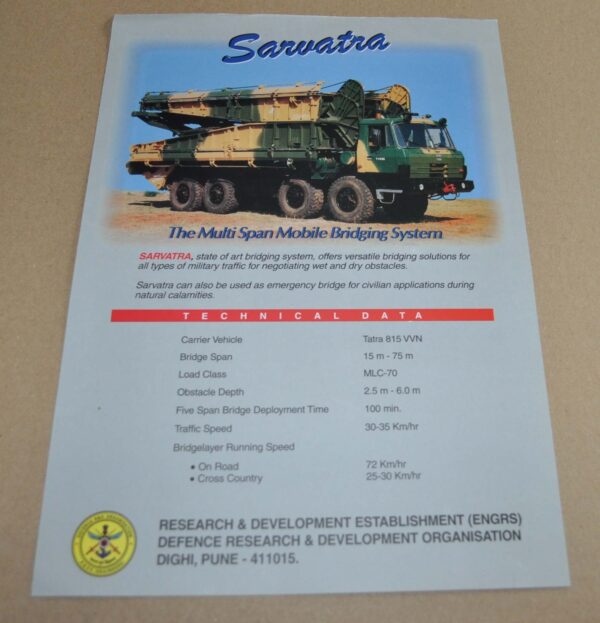 Sarvatra
The Multi Span Mobile Bridging System
SARVATRA, state of art bridging system, offers versatile bridging solutions for
all types of military traffic for negotiating wet and dry obstacles.
Sarvatra can also be used as emergency bridge for civilian applications during
natural calamities.
TECHNICAL DATA
Carrier Vehicle Tatra 815 VVN
Bridge Span 15 m - 75 m
Load Class MLC-70
Obstacle Depth 2.5 m - 6.0 m
Five Span Bridge Deployment Time 100 min.
Traffic Speed 30-35 Km/hr
Bridgelayer Running Speed
• On Road 72 Km/hr
• Cross Country 25-30 Km/hr
RESEARCH & DEVELOPMENT ESTABLISHMENT (ENGRS)
DEFENCE RESEARCH & DEVELOPMENT ORGANISATION
DIGHI, PUNE - 411015.